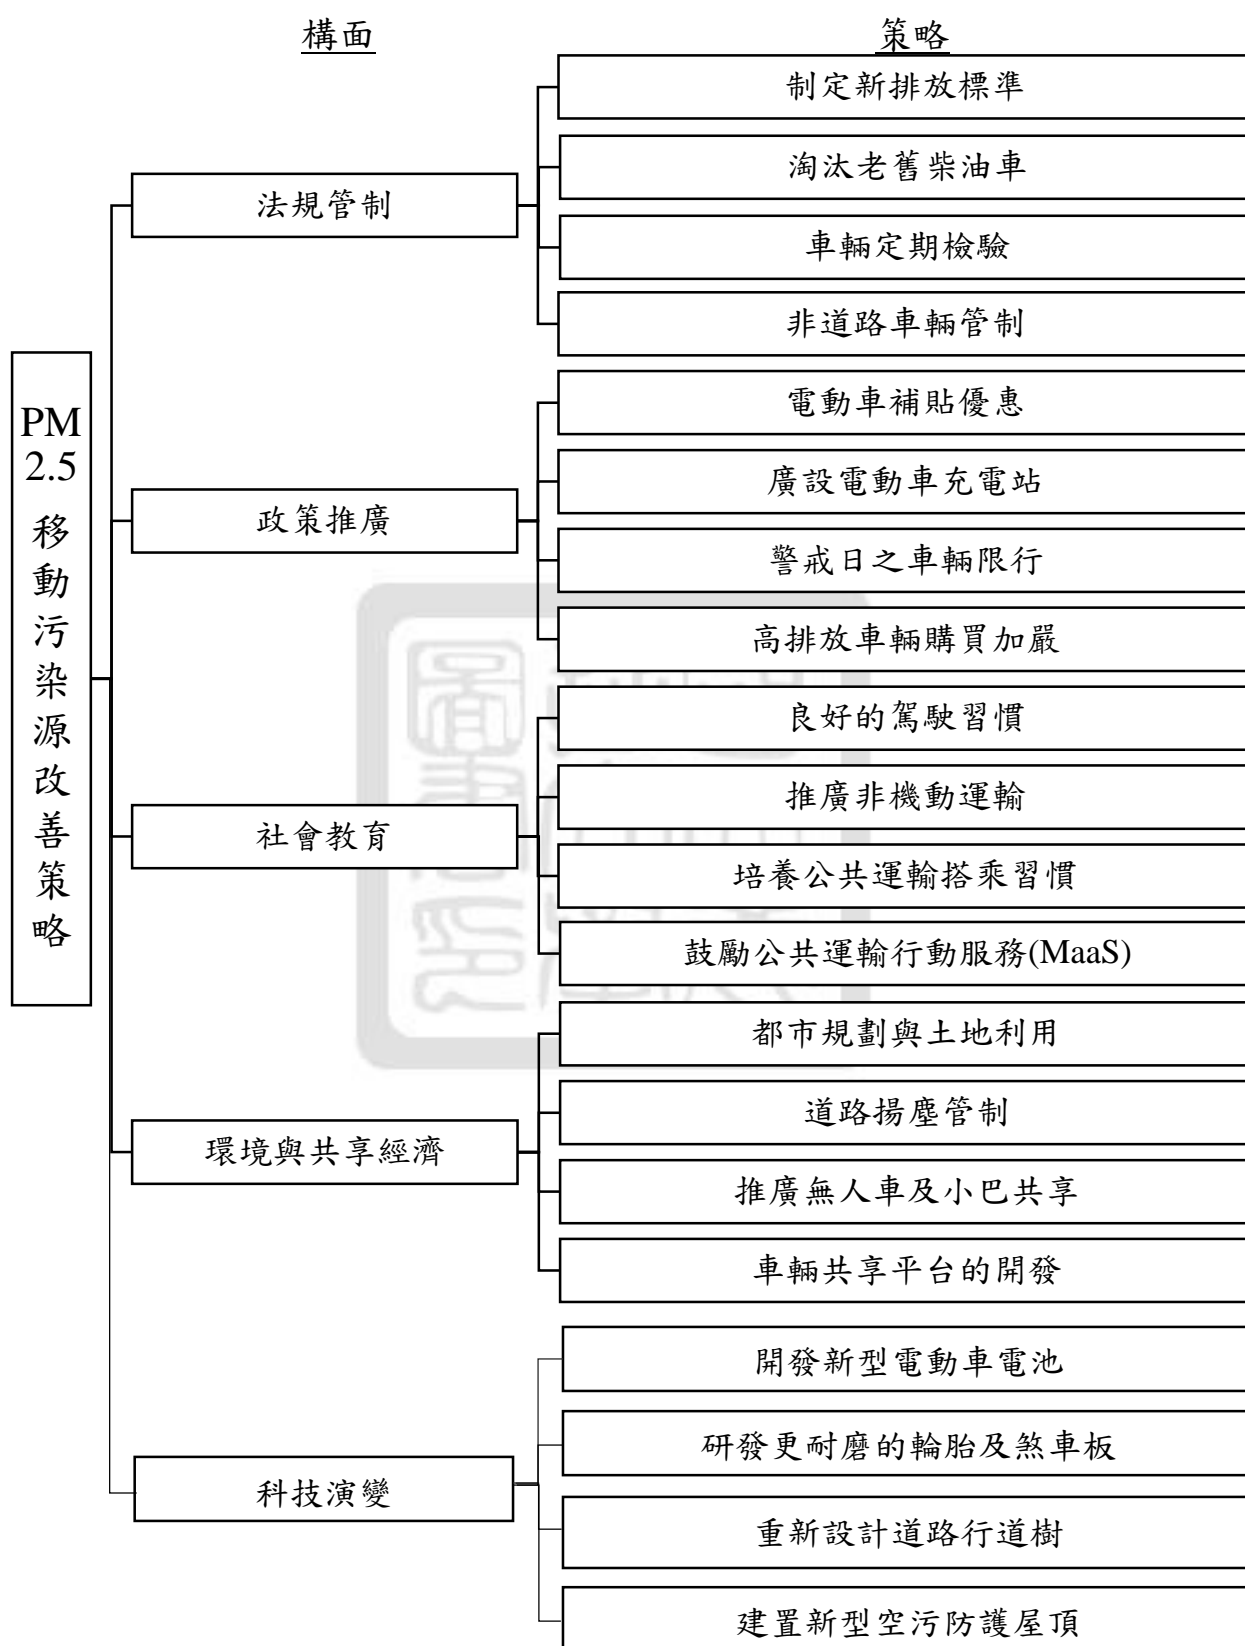 構面
策略
PM
2.5
移
動
污
染
源
改
善
策
略
法規管制
制定新排放標準
淘汰老舊柴油車
車輛定期檢驗
非道路車輛管制
政策推廣
電動車補貼優惠
廣設電動車充電站
警戒日之車輛限行
高排放車輛購買加嚴
社會教育
良好的駕駛習慣
推廣非機動運輸
培養公共運輸搭乘習慣
鼓勵公共運輸行動服務(MaaS)
環境與共享經濟
都市規劃與土地利用
道路揚塵管制
推廣無人車及小巴共享
車輛共享平台的開發
科技演變
開發新型電動車電池
研發更耐磨的輪胎及煞車板
重新設計道路行道樹
建置新型空污防護屋頂